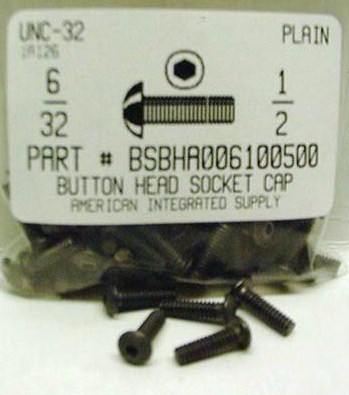 UNC-32 PLAIN
1A126
6/32 1/2
PART # BSBHA006100500
BUTTON HEAD SOCKET CAP
AMERICAN INTEGRATED SUPPLY